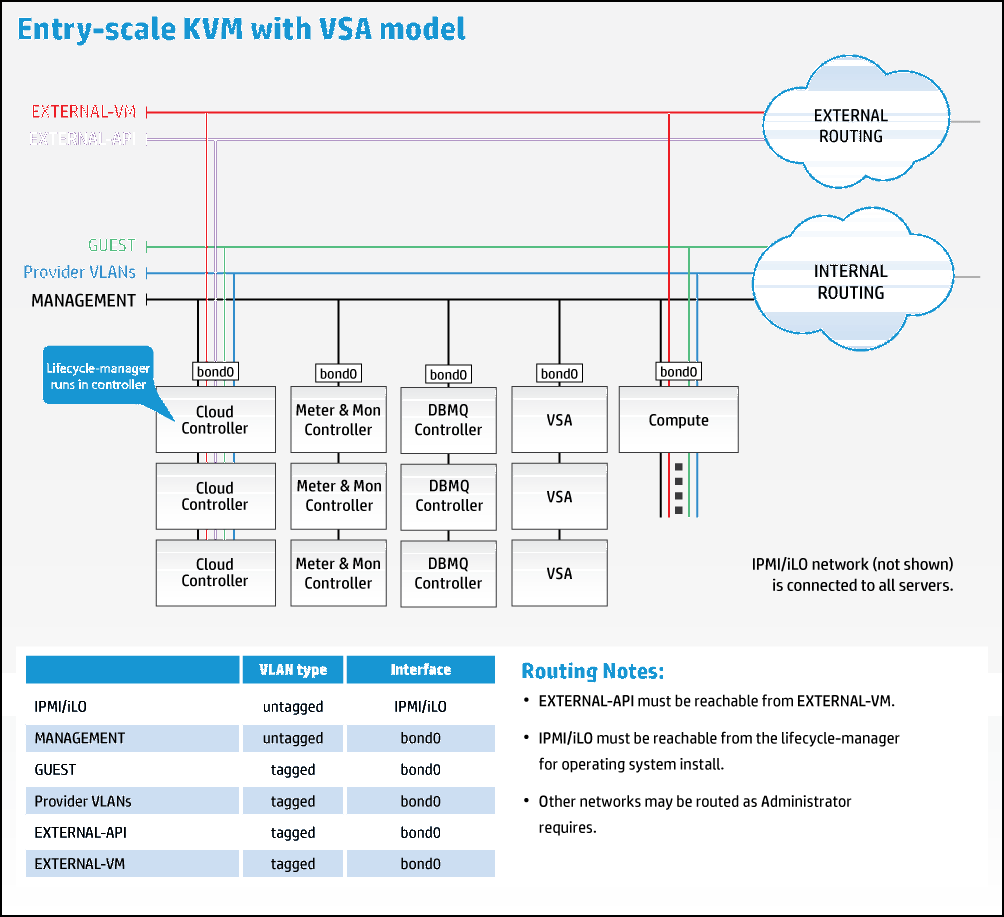 Entry-scale KVM with VSA model
EXTERNAL-VM
EXTERNAL-API
EXTERNAL
ROUTING
GUEST
Provider VLANs
MANAGEMENT
INTERNAL
ROUTING
Lifecycle-manager
runs in controller
bond0
bond0
bond0
bond0
bond0
Cloud
Controller
Meter & Mon
Controller
DBMQ
Controller
VSA
Compute
Cloud
Controller
Meter & Mon
Controller
DBMQ
Controller
VSA
Cloud
Controller
Meter & Mon
Controller
DBMQ
Controller
VSA
IPMI/iLO network (not shown)
is connected to all servers.
VLAN type Interface
IPMI/iLO untagged IPMI/iLO
MANAGEMENT untagged bond0
GUEST tagged bond0
Provider VLANs tagged bond0
EXTERNAL-API tagged bond0
EXTERNAL-VM tagged bond0
Routing Notes:
• EXTERNAL-API must be reachable from EXTERNAL-VM.
• IPMI/iLO must be reachable from the lifecycle-manager
for operating system install.
• Other networks may be routed as Administrator
requires.